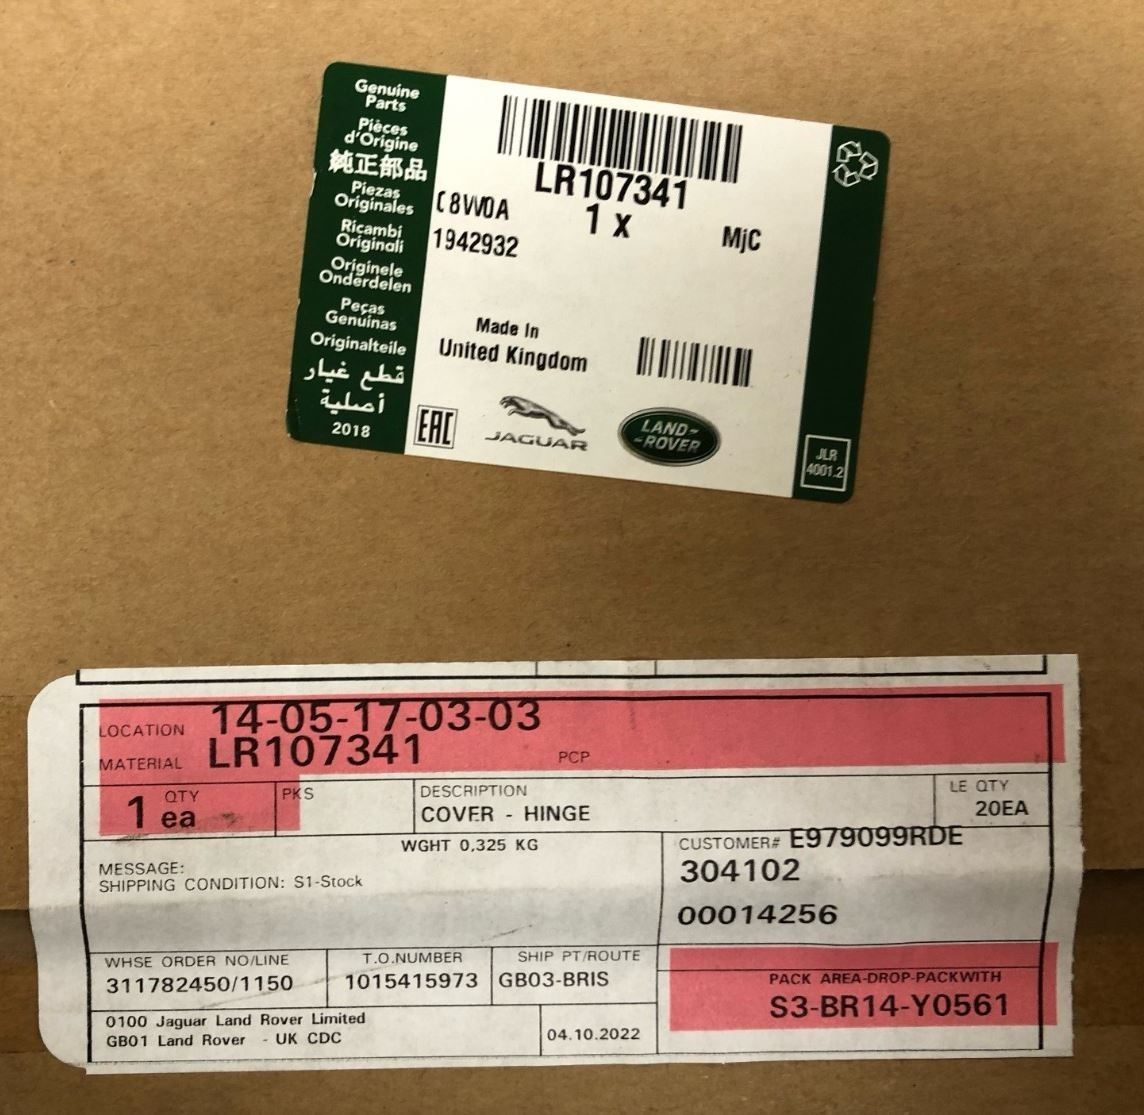 Genuine
Parts
Pièces
d'Origine
純正部品
Piezas
Originales
Ricambi
Originali
Originele
Onderdelen
Peças
Genuinas
Originalteile
قطع غيار
أصلية
2018
LR107341
1 x
C8W0A
MjC
1942932
Made In
United Kingdom
EAC
JAGUAR
LAND-
-ROVER
JLR
4001.2
LOCATION 14-05-17-03-03
MATERIAL LR107341 PCP
QTY PKS DESCRIPTION LE QTY
1 ea COVER - HINGE 20EA
WGHT 0,325 KG CUSTOMER# E979099RDE
MESSAGE: 304102
SHIPPING CONDITION: S1-Stock
00014256
WHSE ORDER NO/LINE T.O.NUMBER SHIP PT/ROUTE
311782450/1150 1015415973 GB03-BRIS
PACK AREA-DROP-PACKWITH
S3-BR14-Y0561
0100 Jaguar Land Rover Limited
GB01 Land Rover - UK CDC
04.10.2022